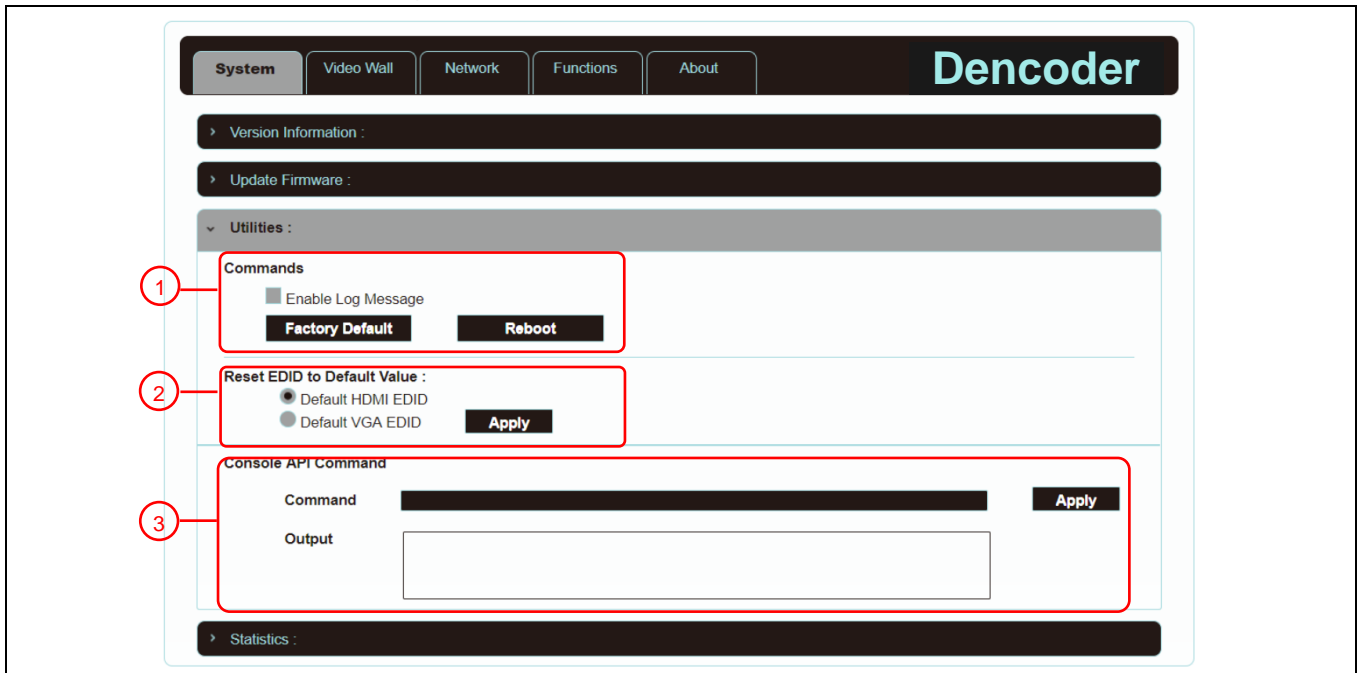 System
Video Wall
Network
Functions
About
Dencoder
Version Information :
Update Firmware :
Utilities :
1
Commands
Enable Log Message
Factory Default
Reboot
2
Reset EDID to Default Value :
Default HDMI EDID
Default VGA EDID
Apply
3
Console API Command
Command
Apply
Output
Statistics :